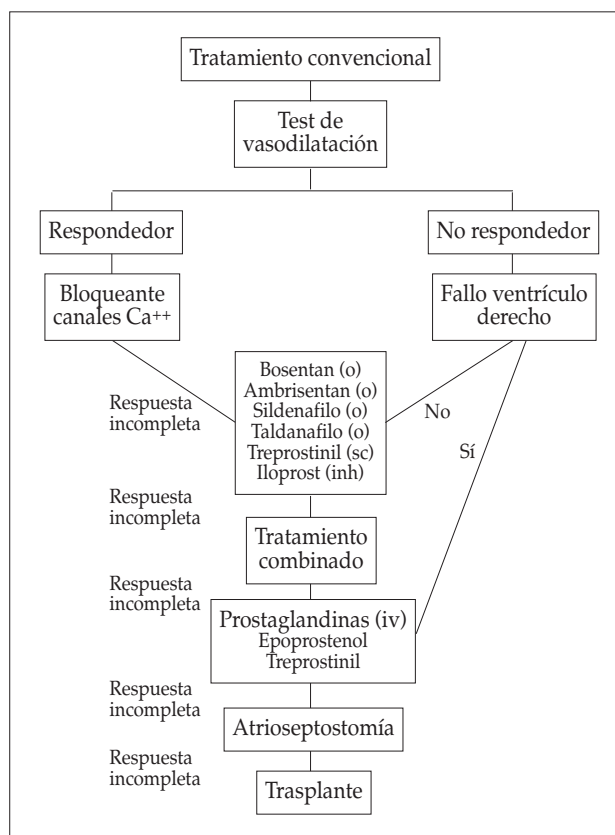 Tratamiento convencional
Test de
vasodilatación
Respondedor
No respondedor
Bloqueante
canales Ca++
Fallo ventrículo
derecho
Bosentan (o)
Ambrisentan (o)
Sildenafilo (o)
Taldanafilo (o)
Treprostinil (sc)
Iloprost (inh)
Respuesta
incompleta
No
Sí
Respuesta
incompleta
Tratamiento
combinado
Respuesta
incompleta
Prostaglandinas (iv)
Epoprostenol
Treprostinil
Respuesta
incompleta
Atrioseptostomía
Respuesta
incompleta
Trasplante